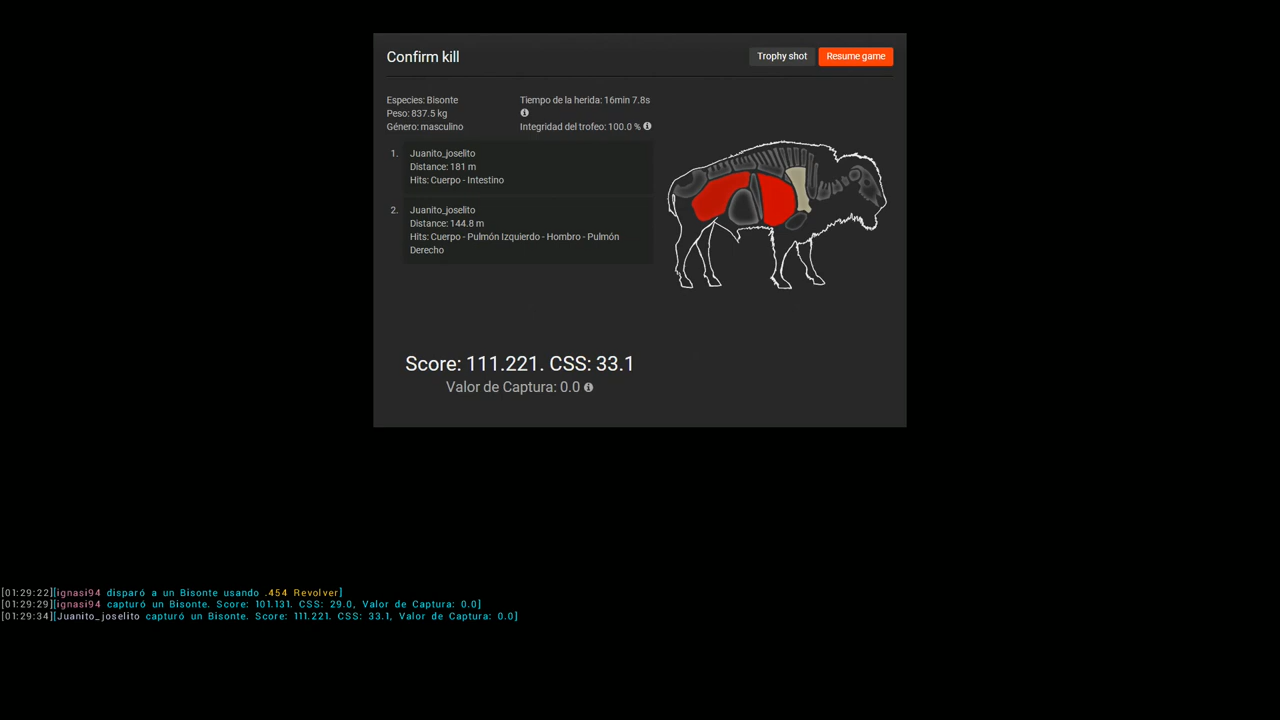 Confirm kill
Trophy shot
Resume game
Especies: Bisonte
Peso: 837.5 kg
Género: masculino
Tiempo de la herida: 16min 7.8s
Integridad del trofeo: 100.0 %
1. Juanito_joselito
Distance: 181 m
Hits: Cuerpo - Intestino
2. Juanito_joselito
Distance: 144.8 m
Hits: Cuerpo - Pulmón Izquierdo - Hombro - Pulmón
Derecho
Score: 111.221. CSS: 33.1
Valor de Captura: 0.0
[01:29:22][ignasi94 disparó a un Bisonte usando .454 Revolver]
[01:29:29][ignasi94 capturó un Bisonte. Score: 101.131. CSS: 29.0, Valor de Captura: 0.0]
[01:29:34][Juanito_joselito capturó un Bisonte. Score: 111.221. CSS: 33.1, Valor de Captura: 0.0]